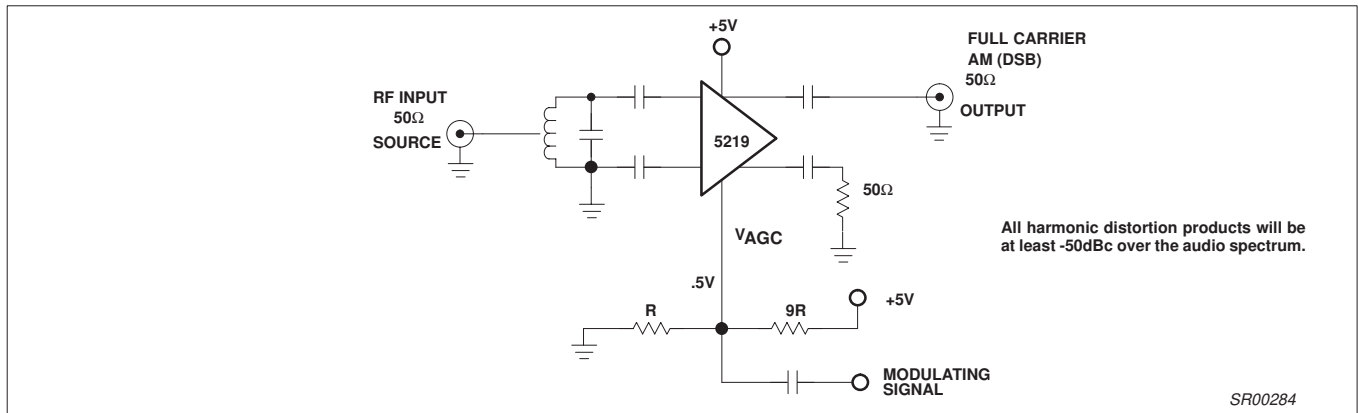 +5V
FULL CARRIER
AM (DSB)
50Ω
OUTPUT
RF INPUT
50Ω
SOURCE
5219
50Ω
All harmonic distortion products will be
at least -50dBc over the audio spectrum.
VAGC
.5V
+5V
R
9R
MODULATING
SIGNAL
SR00284